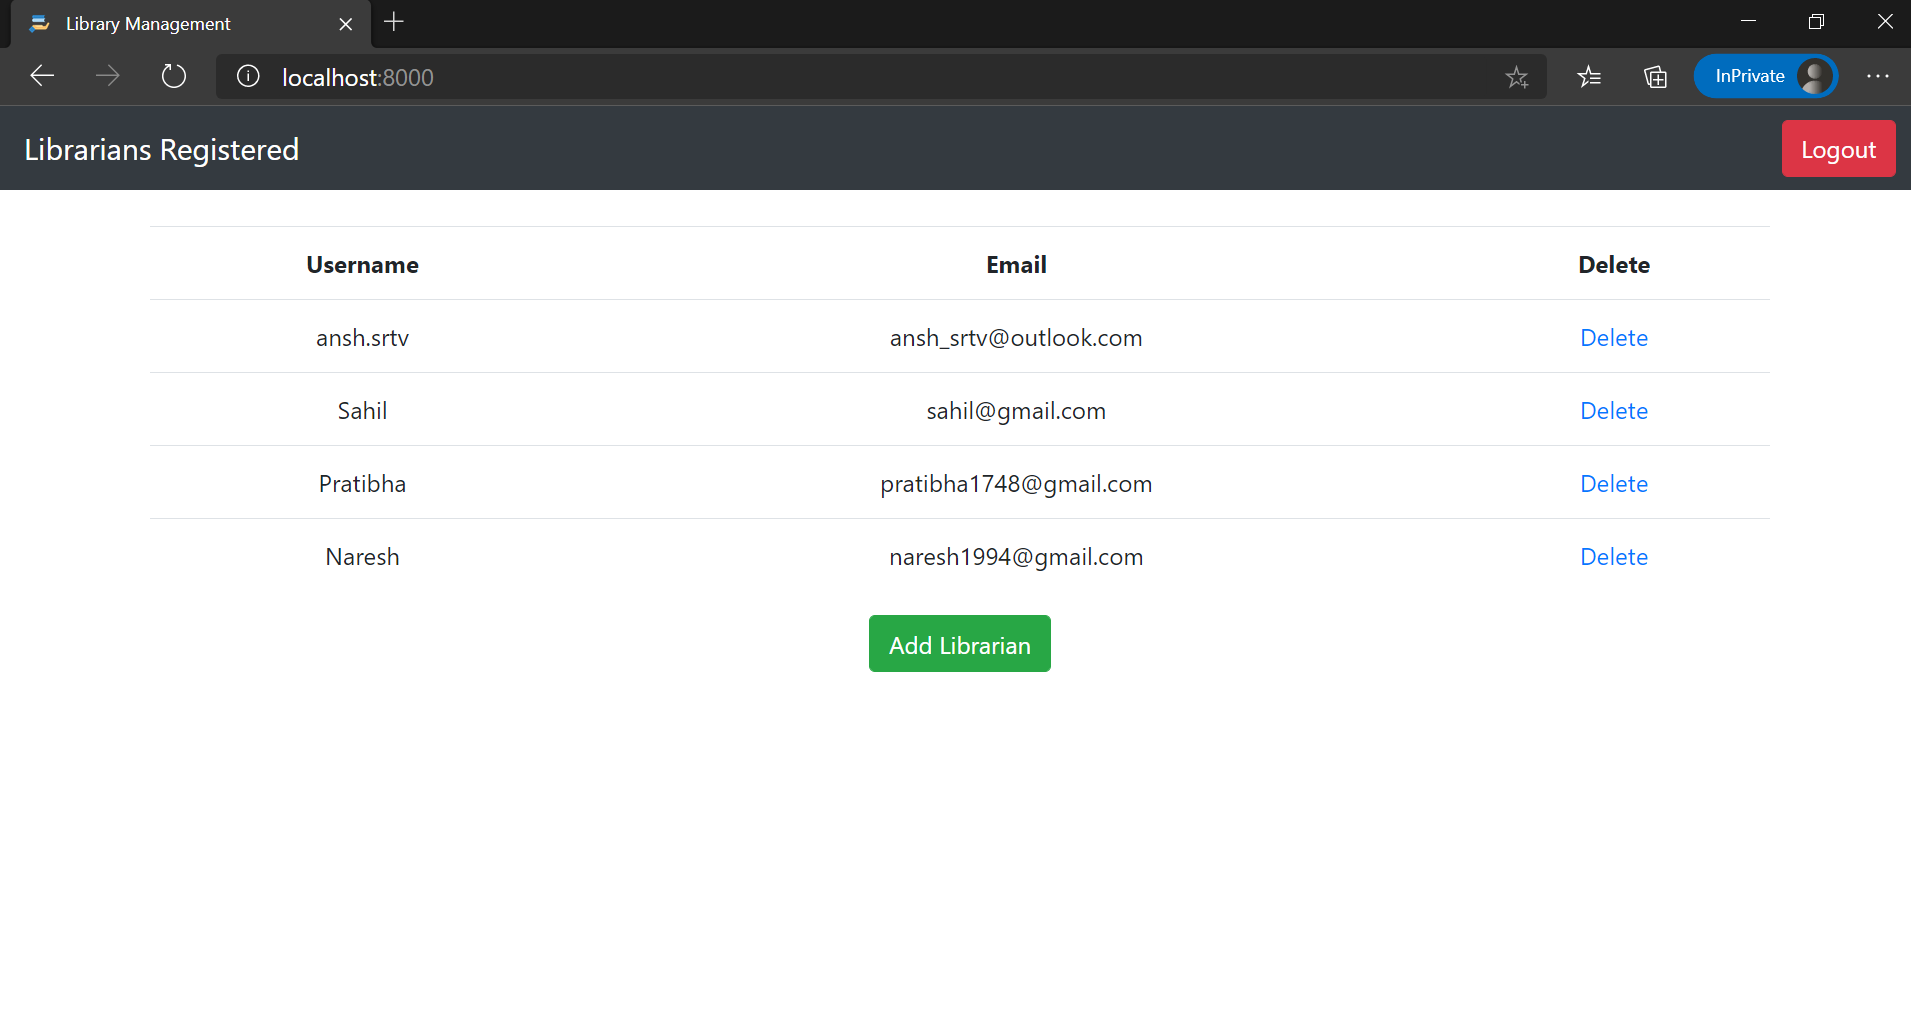 Library Management
localhost:8000
InPrivate
Librarians Registered
Logout
Username Email Delete
ansh.srtv ansh_srtv@outlook.com Delete
Sahil sahil@gmail.com Delete
Pratibha pratibha1748@gmail.com Delete
Naresh naresh1994@gmail.com Delete
Add Librarian